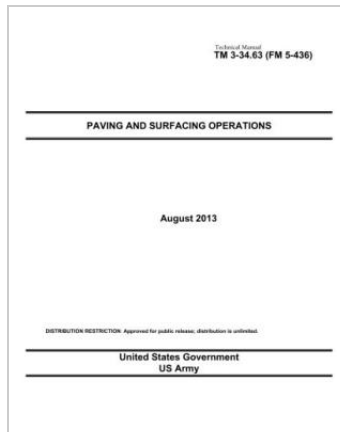 Technical Manual
TM 3-34.63 (FM 5-436)
PAVING AND SURFACING OPERATIONS
August 2013
DISTRIBUTION RESTRICTION Approved for public release; distribution is unlimited.
United States Government
US Army